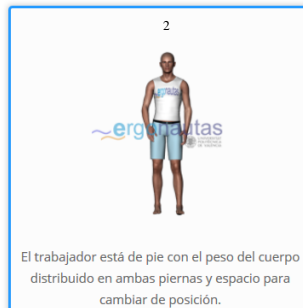 2
ergonautas
El trabajador está de pie con el peso del cuerpo
distribuido en ambas piernas y espacio para
cambiar de posición.